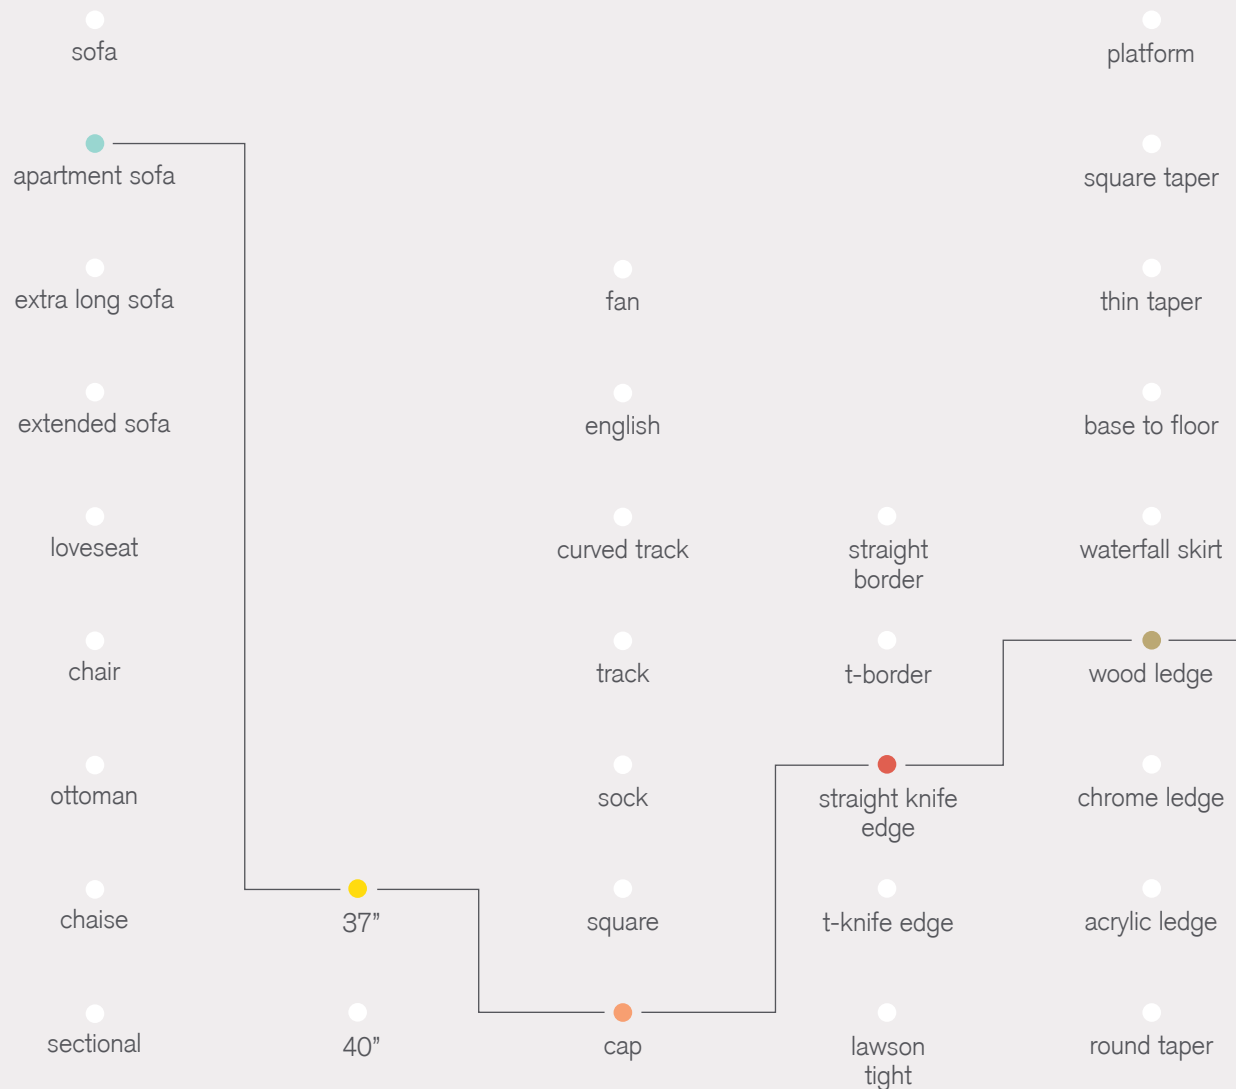 sofa
apartment sofa
extra long sofa
extended sofa
loveseat
chair
ottoman
chaise
sectional
37”
40”
fan
english
curved track
track
sock
square
cap
straight
border
t-border
straight knife
edge
t-knife edge
lawson
tight
platform
square taper
thin taper
base to floor
waterfall skirt
wood ledge
chrome ledge
acrylic ledge
round taper